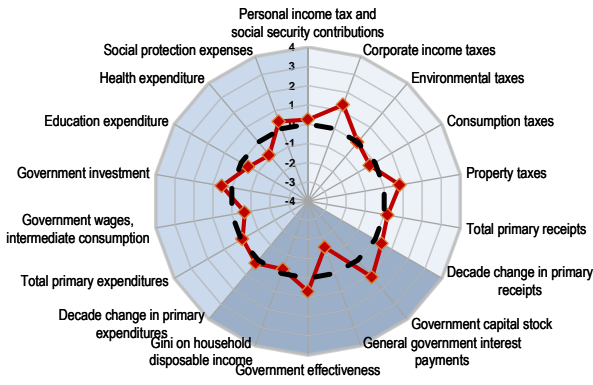 Personal income tax and
social security contributions
Social protection expenses
Corporate income taxes
Health expenditure
Environmental taxes
Education expenditure
Consumption taxes
Government investment
Property taxes
Government wages,
intermediate consumption
Total primary receipts
Total primary expenditures
Decade change in primary
receipts
Decade change in primary
expenditures
Government capital stock
Gini on household
disposable income
General government interest
payments
Government effectiveness
4
3
2
1
0
-1
-2
-3
-4